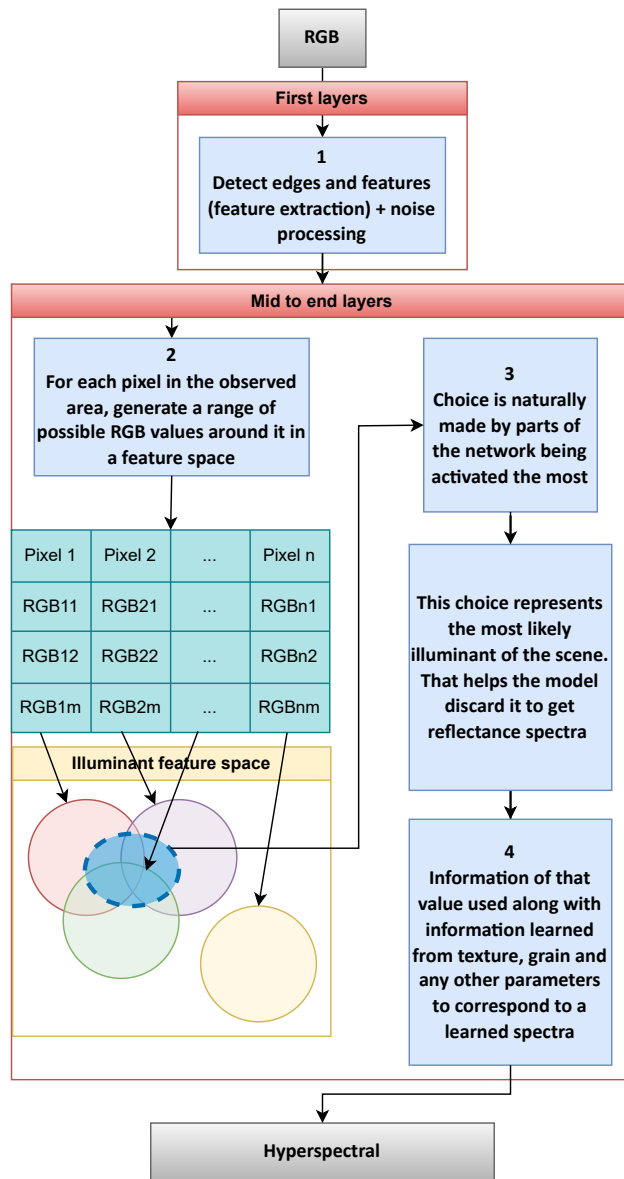 RGB
First layers
1
Detect edges and features
(feature extraction) + noise
processing
Mid to end layers
2
For each pixel in the observed
area, generate a range of
possible RGB values around it in
a feature space
3
Choice is naturally
made by parts of
the network being
activated the most
Pixel 1 Pixel 2 ... Pixel n
RGB11 RGB21 ... RGBn1
RGB12 RGB22 ... RGBn2
RGB1m RGB2m ... RGBnm
This choice represents
the most likely
illuminant of the scene.
That helps the model
discard it to get
reflectance spectra
Illuminant feature space
4
Information of that
value used along with
information learned
from texture, grain and
any other parameters
to correspond to a
learned spectra
Hyperspectral